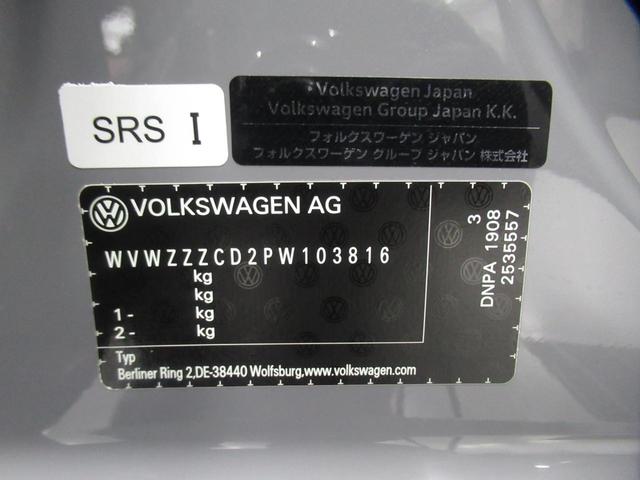 SRS I
Volkswagen Japan
Volkswagen Group Japan K.K.
フォルクスワーゲン ジャパン
フォルクスワーゲン グループ ジャパン 株式会社
VOLKSWAGEN AG
WVWZZZCD2PW103816
kg
kg
1- kg
2- kg
Typ
Berliner Ring 2,DE-38440 Wolfsburg,www.volkswagen.com
3
DNPA 1908
2535557